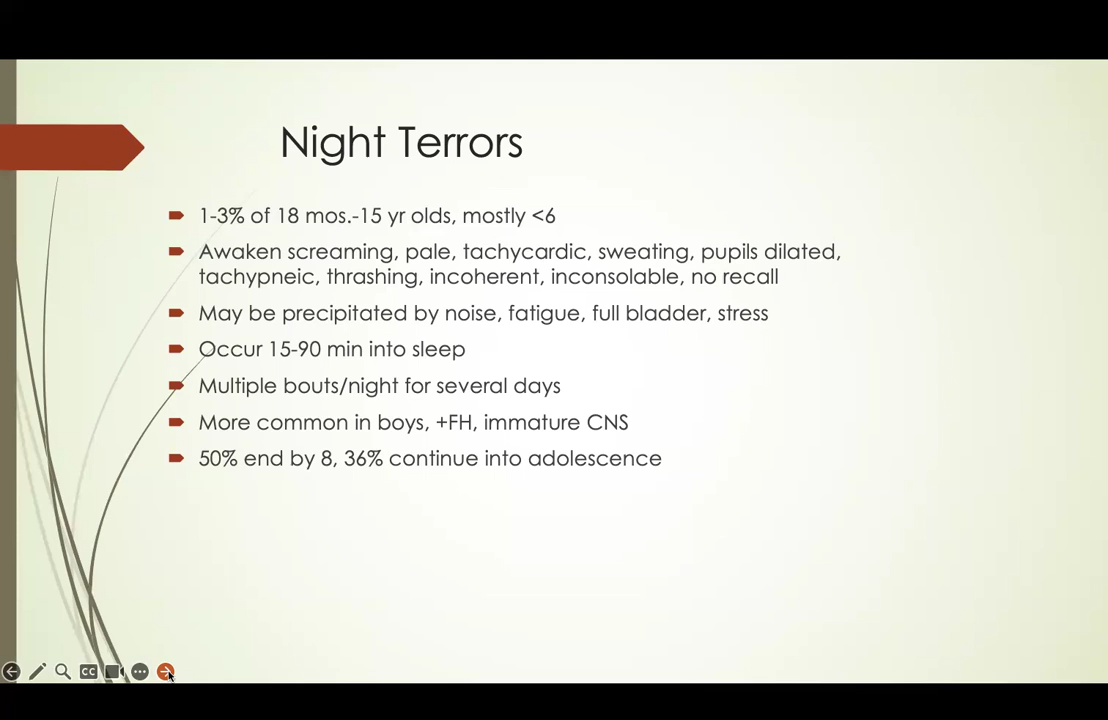 Night Terrors
1-3% of 18 mos.-15 yr olds, mostly <6
Awaken screaming, pale, tachycardic, sweating, pupils dilated,
tachypneic, thrashing, incoherent, inconsolable, no recall
May be precipitated by noise, fatigue, full bladder, stress
Occur 15-90 min into sleep
Multiple bouts/night for several days
More common in boys, +FH, immature CNS
50% end by 8, 36% continue into adolescence
CC